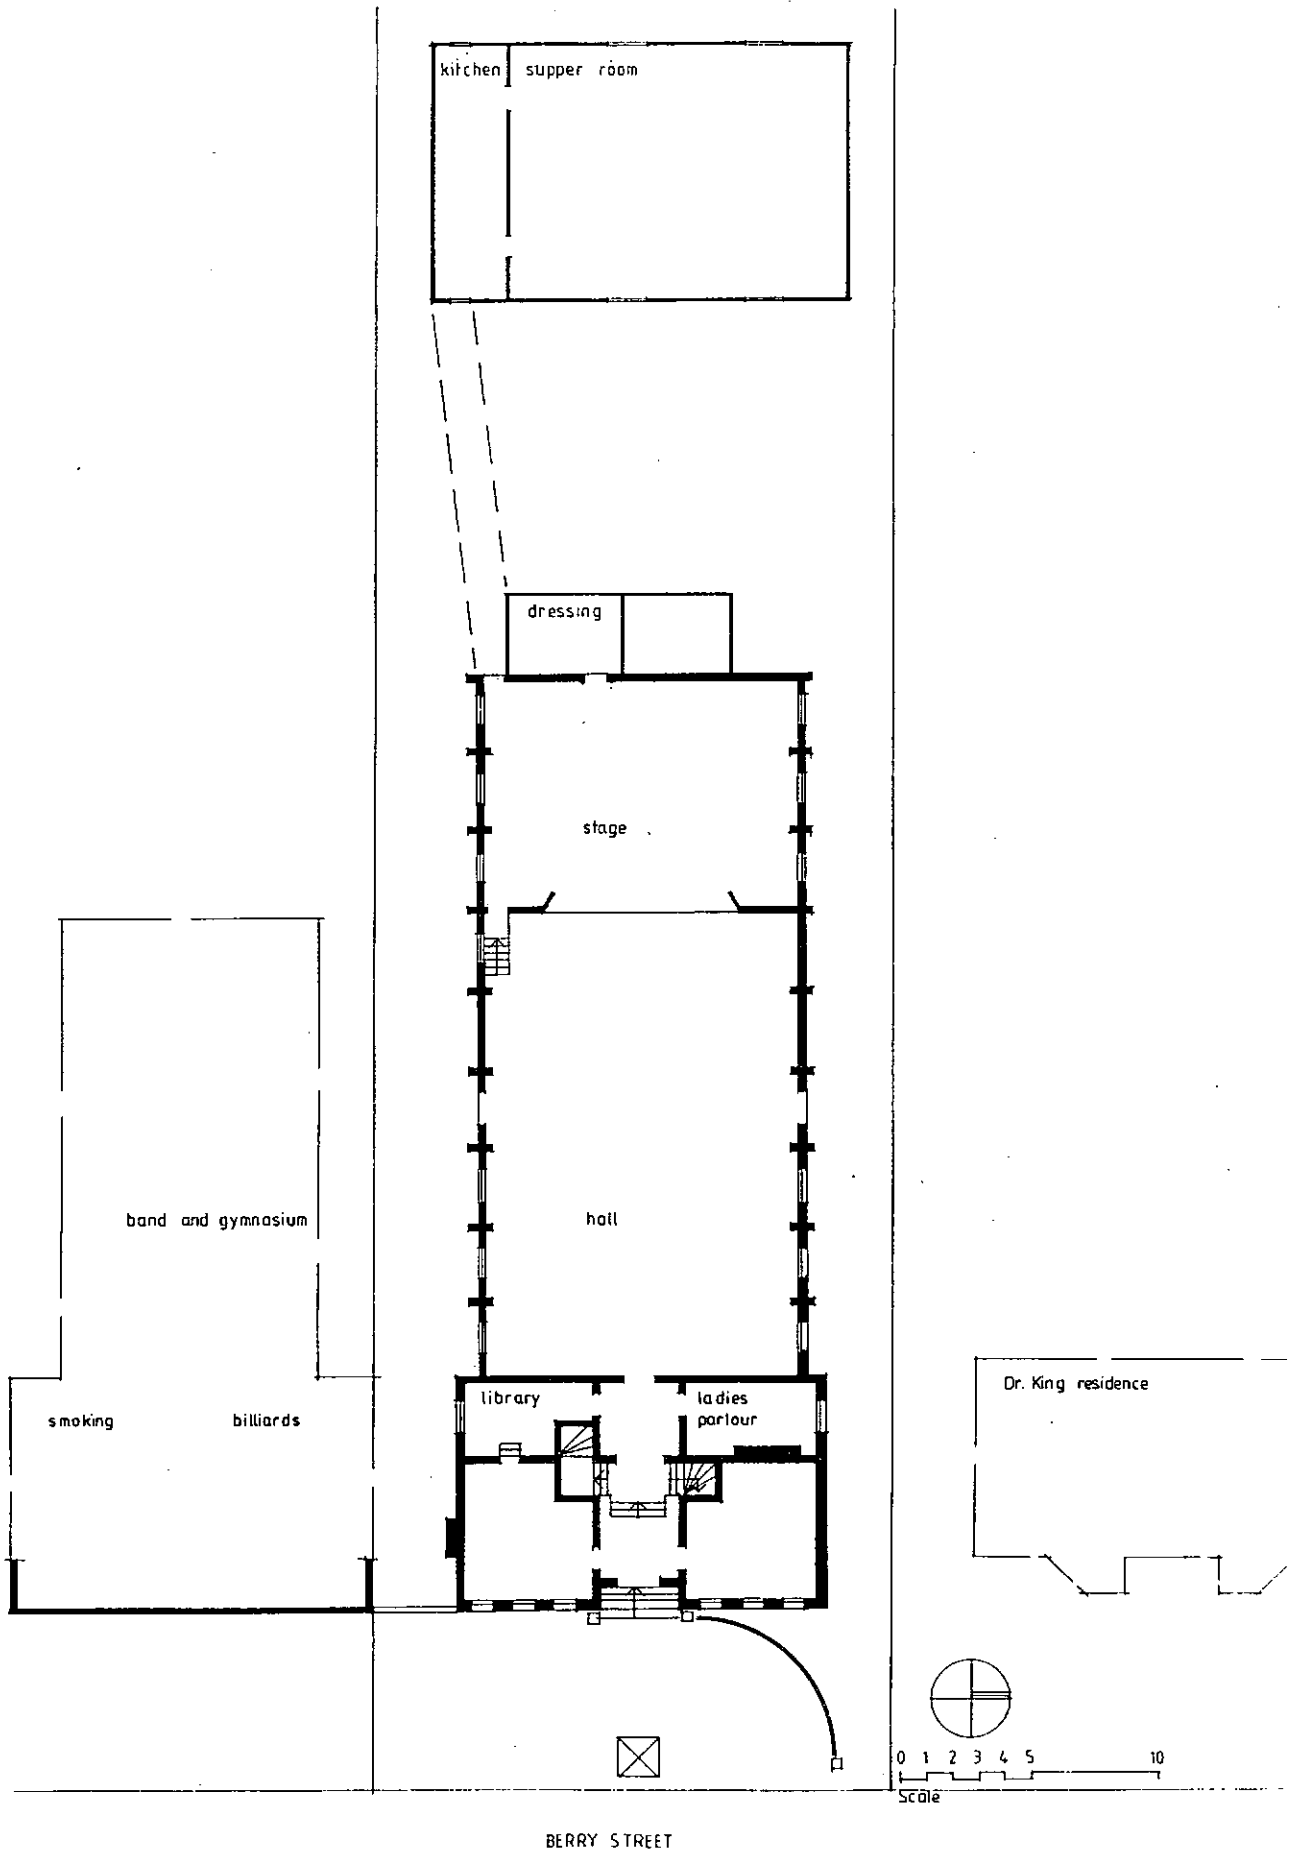 kitchen
supper room
dressing
stage
band and gymnasium
hall
library
ladies
parlour
Dr. King residence
smoking
billiards
0 1 2 3 4 5 10
Scale
BERRY STREET